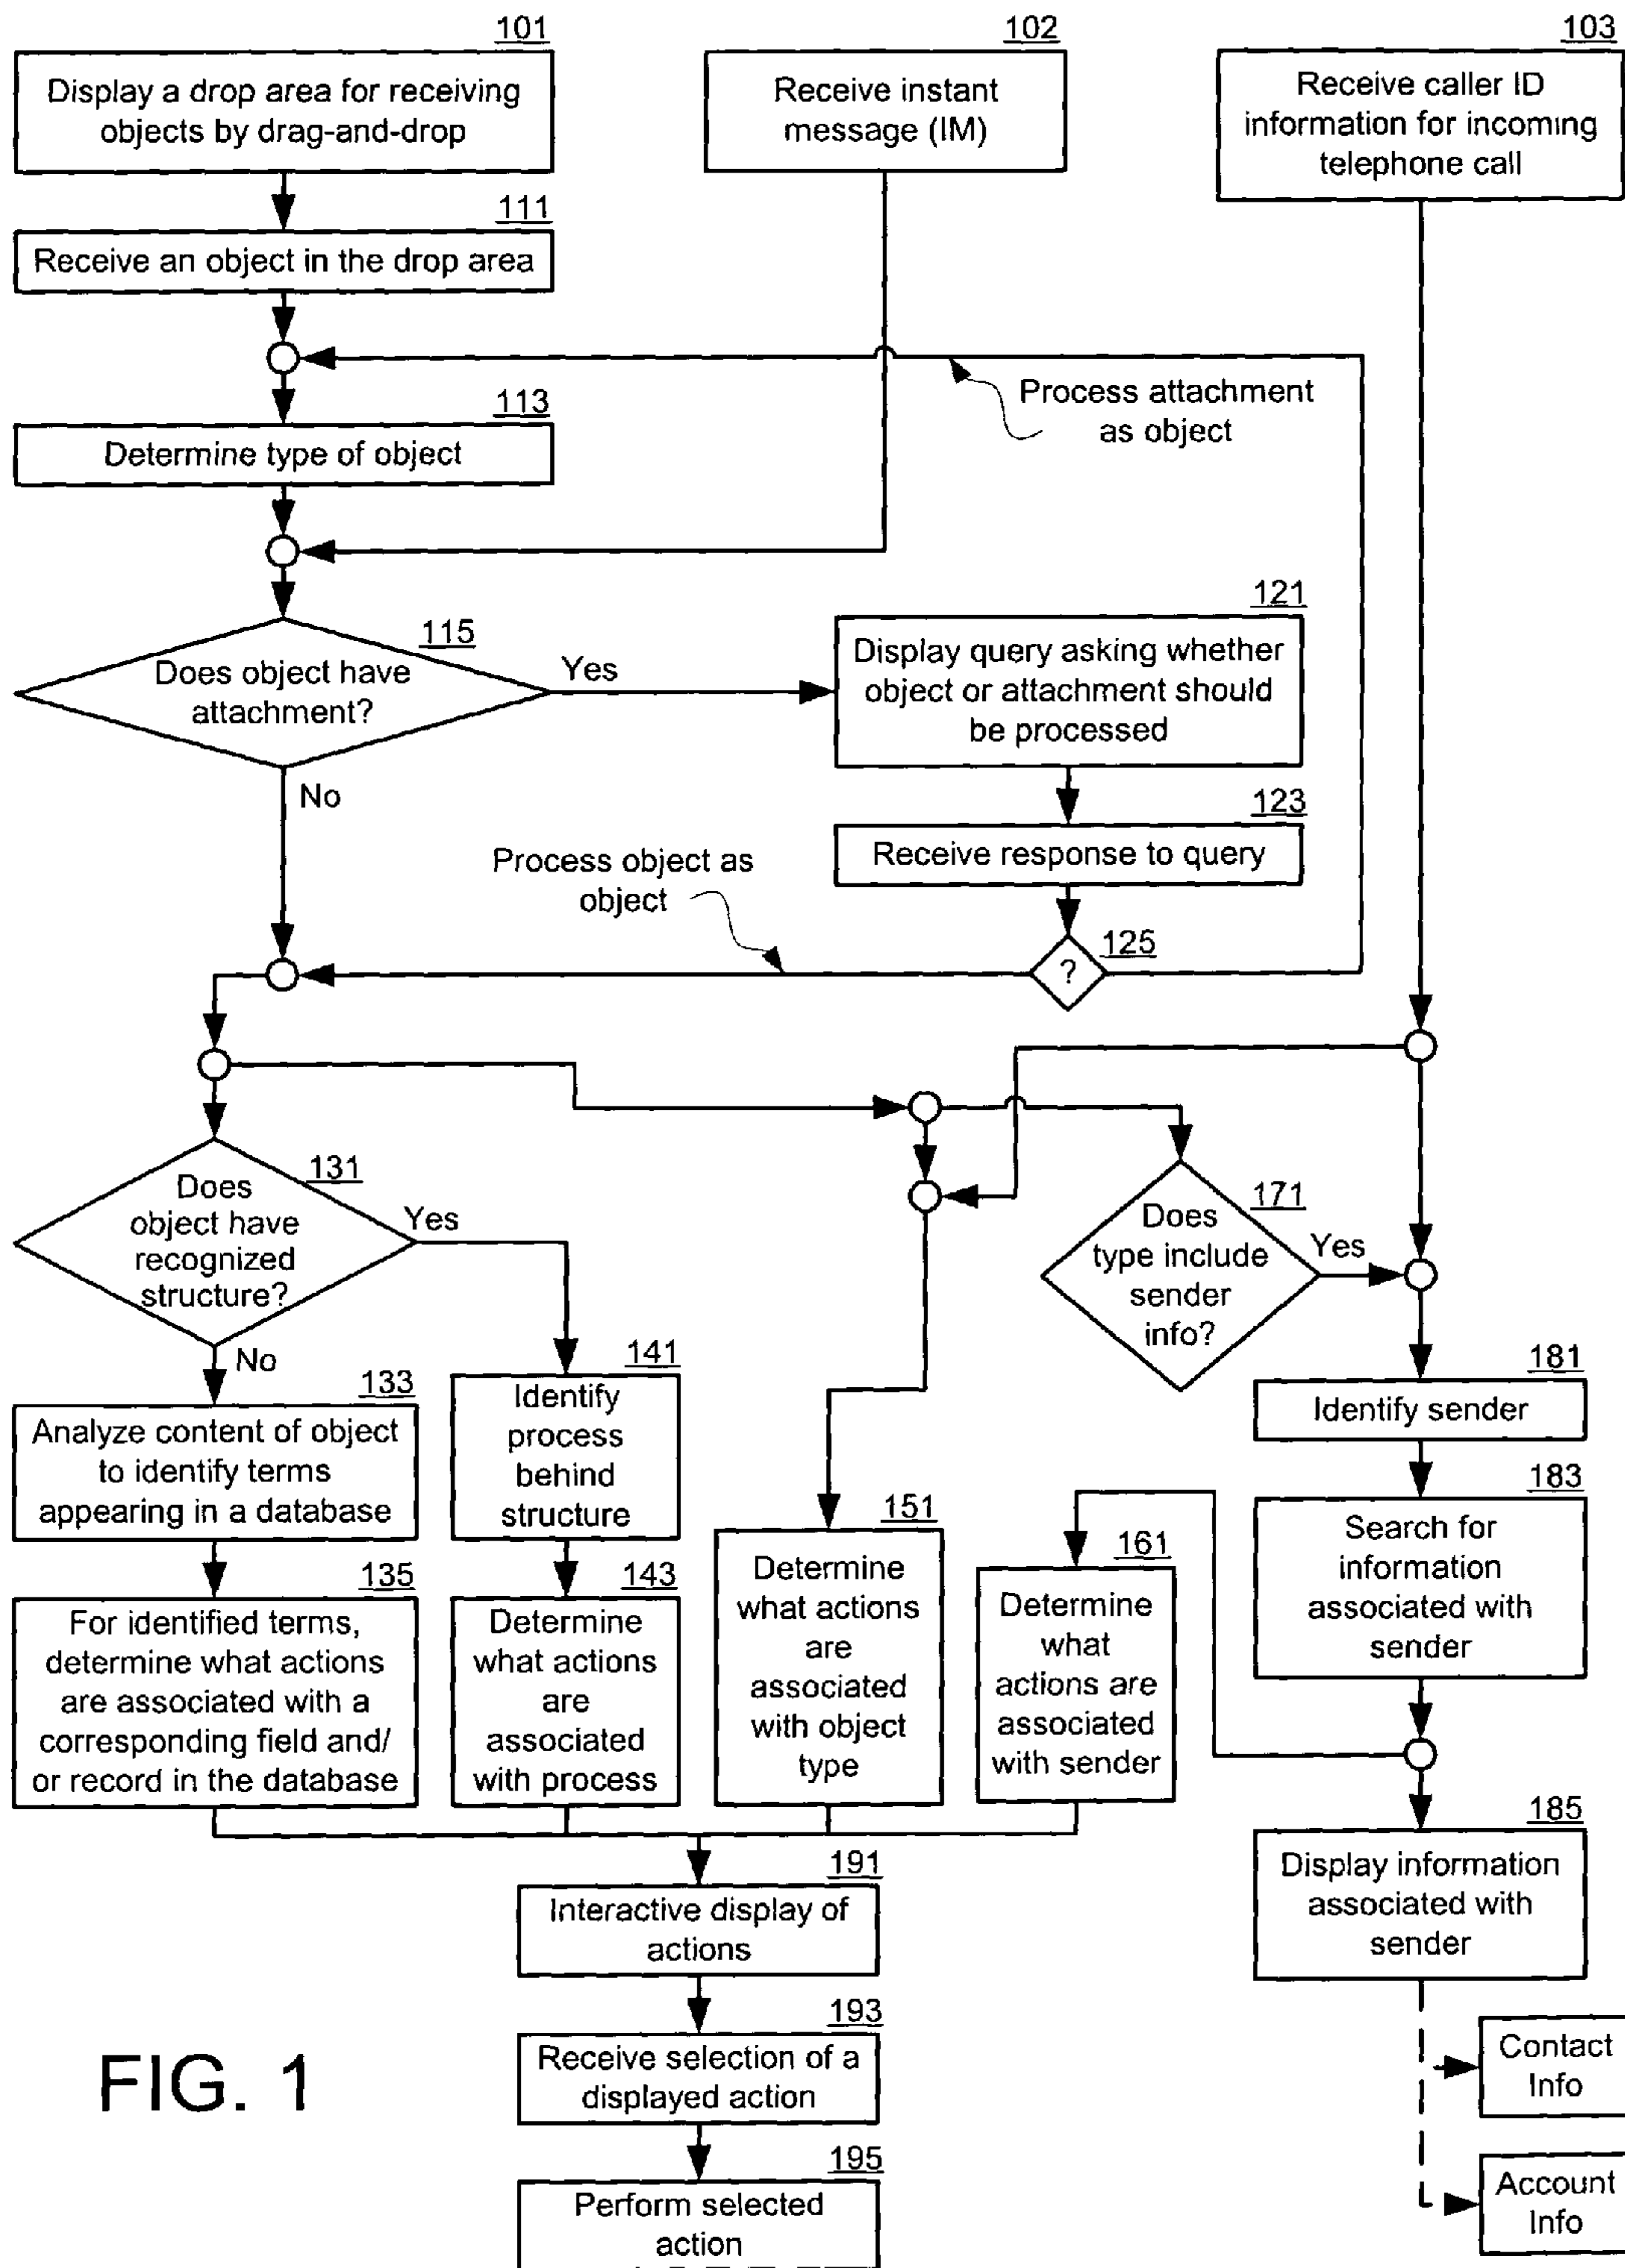 101
Display a drop area for receiving
objects by drag-and-drop
102
Receive instant
message (IM)
103
Receive caller ID
information for incoming
telephone call
111
Receive an object in the drop area
Process attachment
as object
113
Determine type of object
115
Does object have
attachment?
Yes
No
121
Display query asking whether
object or attachment should
be processed
123
Receive response to query
Process object as
object
125
?
131
Does
object have
recognized
structure?
Yes
No
171
Does
type include
sender
info?
Yes
133
Analyze content of object
to identify terms
appearing in a database
141
Identify
process
behind
structure
181
Identify sender
183
Search for
information
associated with
sender
135
For identified terms,
determine what actions
are associated with a
corresponding field and/
or record in the database
143
Determine
what actions
are
associated
with process
151
Determine
what actions
are
associated
with object
type
161
Determine
what
actions are
associated
with sender
185
Display information
associated with
sender
191
Interactive display of
actions
193
Receive selection of a
displayed action
195
Perform selected
action
Contact
Info
Account
Info
FIG. 1